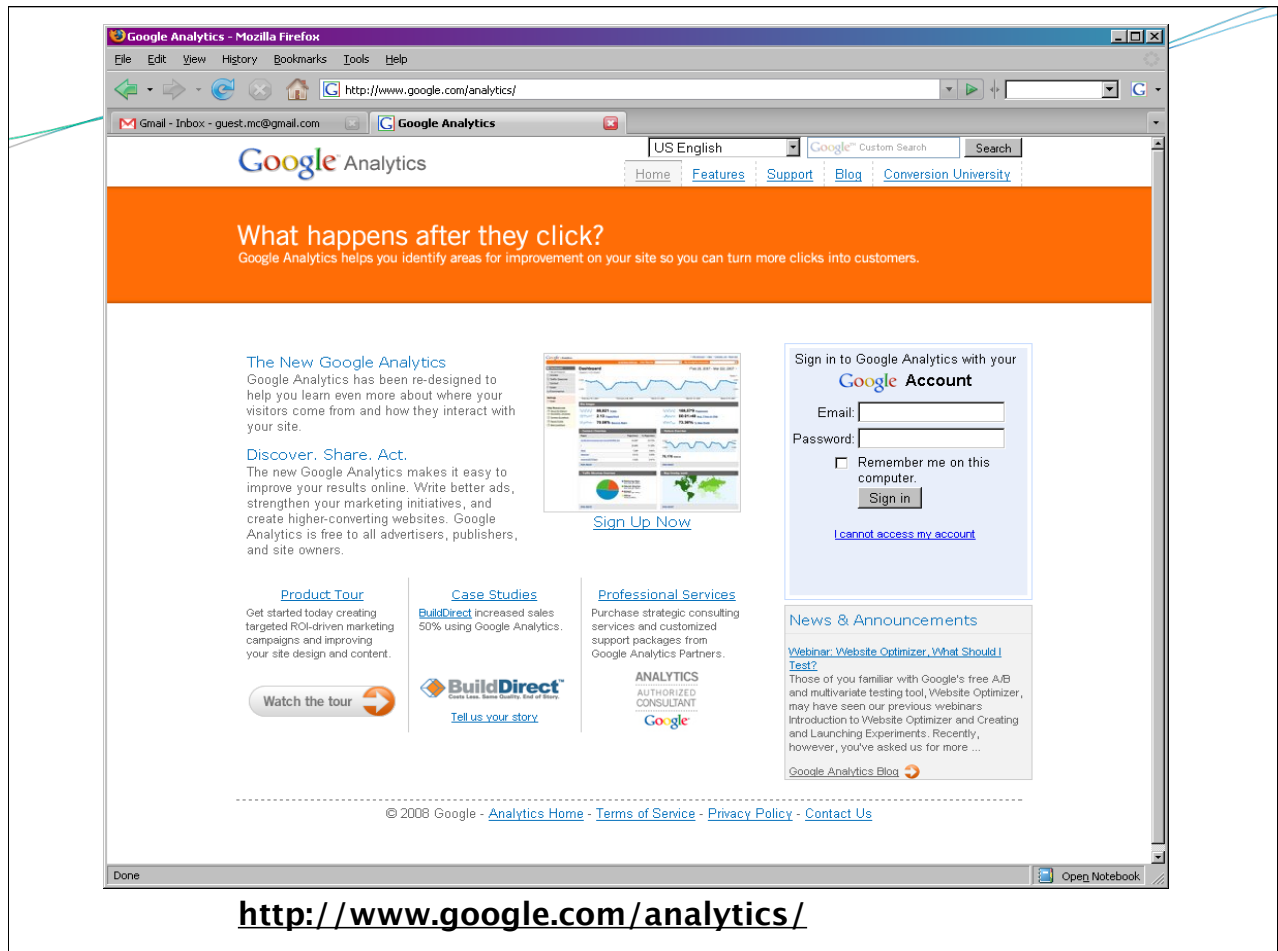 Google Analytics - Mozilla Firefox
File Edit View History Bookmarks Tools Help
http://www.google.com/analytics/
Gmail - Inbox - guest.mc@gmail.com
Google Analytics
Google™ Analytics
US English
Google™ Custom Search
Search
Home
Features
Support
Blog
Conversion University
What happens after they click?
Google Analytics helps you identify areas for improvement on your site so you can turn more clicks into customers.
The New Google Analytics
Google Analytics has been re-designed to
help you learn even more about where your
visitors come from and how they interact with
your site.
Discover. Share. Act.
The new Google Analytics makes it easy to
improve your results online. Write better ads,
strengthen your marketing initiatives, and
create higher-converting websites. Google
Analytics is free to all advertisers, publishers,
and site owners.
Dashboard
Sign Up Now
Sign in to Google Analytics with your
Google Account
Email:
Password:
Remember me on this
computer.
Sign in
I cannot access my account
Product Tour
Get started today creating
targeted ROI-driven marketing
campaigns and improving
your site design and content.
Watch the tour
Case Studies
BuildDirect increased sales
50% using Google Analytics.
BuildDirect™
Costs Less. Same Quality. End of Story.
Tell us your story
Professional Services
Purchase strategic consulting
services and customized
support packages from
Google Analytics Partners.
ANALYTICS
AUTHORIZED
CONSULTANT
Google™
News & Announcements
Webinar: Website Optimizer, What Should I
Test?
Those of you familiar with Google's free A/B
and multivariate testing tool, Website Optimizer,
may have seen our previous webinars
Introduction to Website Optimizer and Creating
and Launching Experiments. Recently,
however, you've asked us for more ...
Google Analytics Blog
© 2008 Google - Analytics Home - Terms of Service - Privacy Policy - Contact Us
Done
Open Notebook
http://www.google.com/analytics/